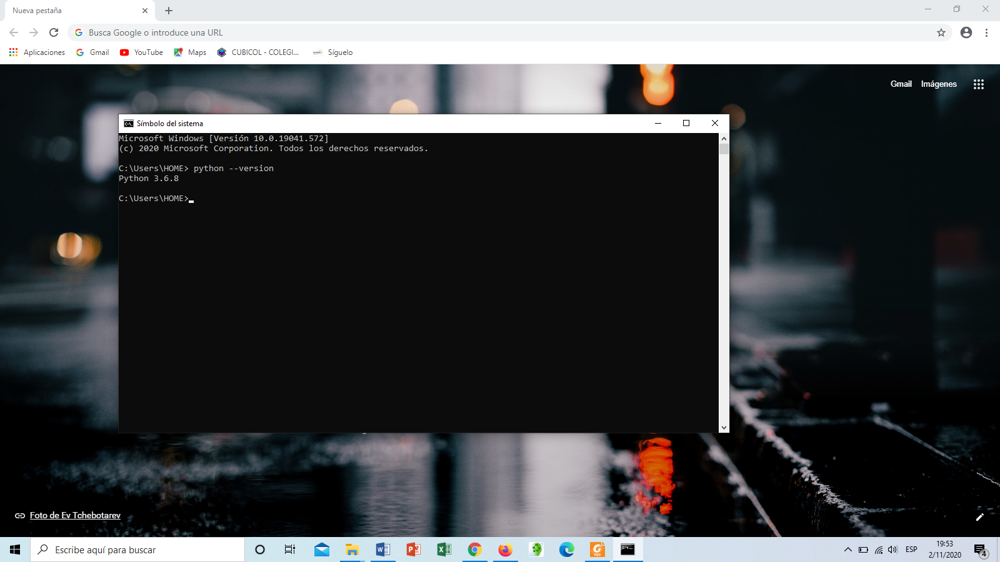 Nueva pestaña
Busca Google o introduce una URL
Aplicaciones Gmail YouTube Maps CUBICOL - COLEGI... Síguelo
Gmail Imágenes
Símbolo del sistema
Microsoft Windows [Versión 10.0.19041.572]
(c) 2020 Microsoft Corporation. Todos los derechos reservados.
C:\Users\HOME> python --version
Python 3.6.8
C:\Users\HOME>
Foto de Ev Tchebotarev
Escribe aquí para buscar
ESP
19:53
2/11/2020
4